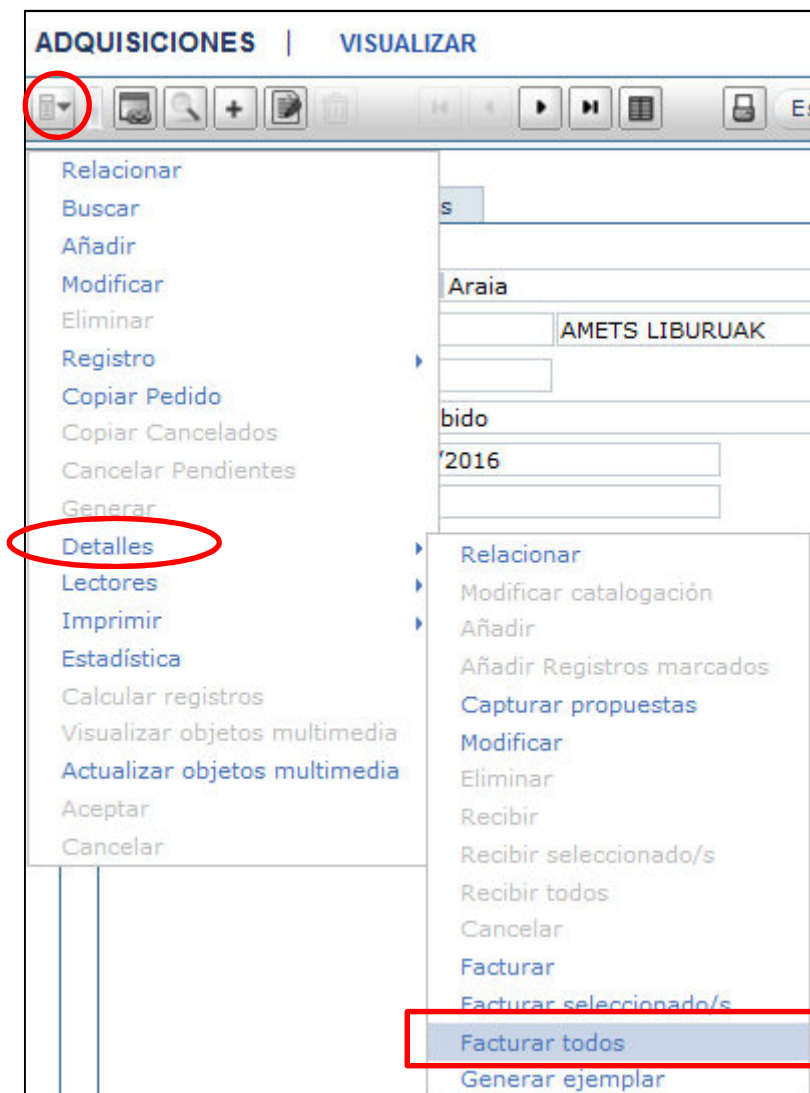 ADQUISICIONES | VISUALIZAR
Relacionar
Buscar
Añadir
Modificar
Eliminar
Registro
Copiar Pedido
Copiar Cancelados
Cancelar Pendientes
Generar
Detalles
Lectores
Imprimir
Estadística
Calcular registros
Visualizar objetos multimedia
Actualizar objetos multimedia
Aceptar
Cancelar
s
Araia
AMETS LIBURUAK
bido
/2016
Relacionar
Modificar catalogación
Añadir
Añadir Registros marcados
Capturar propuestas
Modificar
Eliminar
Recibir
Recibir seleccionado/s
Recibir todos
Cancelar
Facturar
Facturar seleccionado/s
Facturar todos
Generar ejemplar